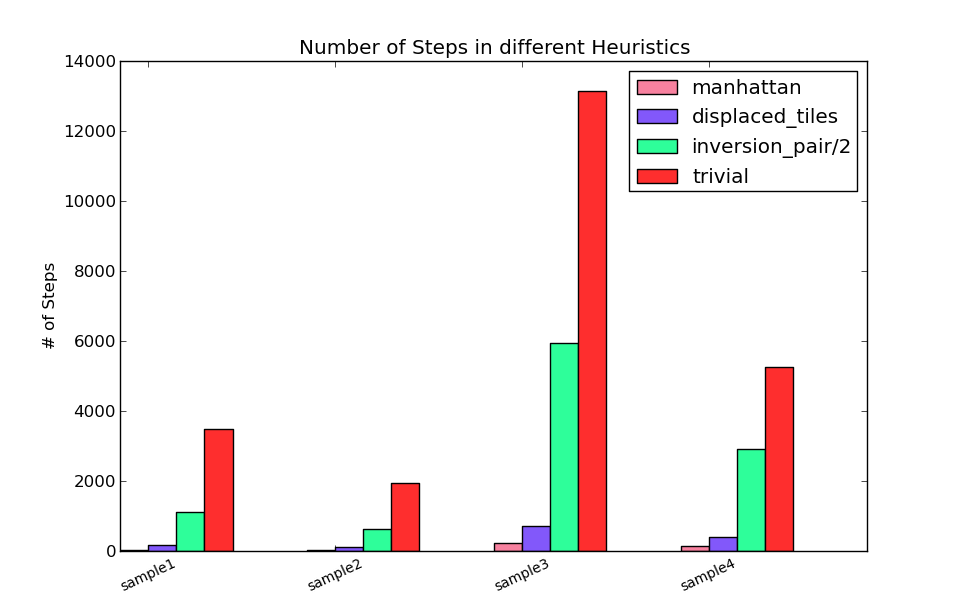 Number of Steps in different Heuristics
14000
12000
10000
8000
6000
4000
2000
0
# of Steps
manhattan
displaced_tiles
inversion_pair/2
trivial
sample1
sample2
sample3
sample4